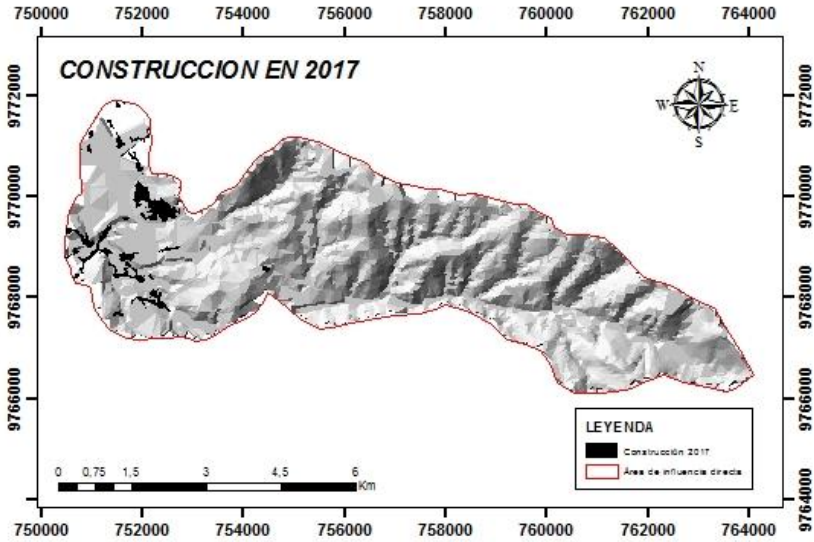 750000 752000 754000 756000 758000 760000 762000 764000
CONSTRUCCION EN 2017
N
W E
S
9772000 9772000
9770000 9770000
9768000 9768000
9766000 9766000
9764000
LEYENDA
Construcción 2017
Area de influencia directa
0 0,75 1,5 3 4,5 6
Km
750000 752000 754000 756000 758000 760000 762000 764000